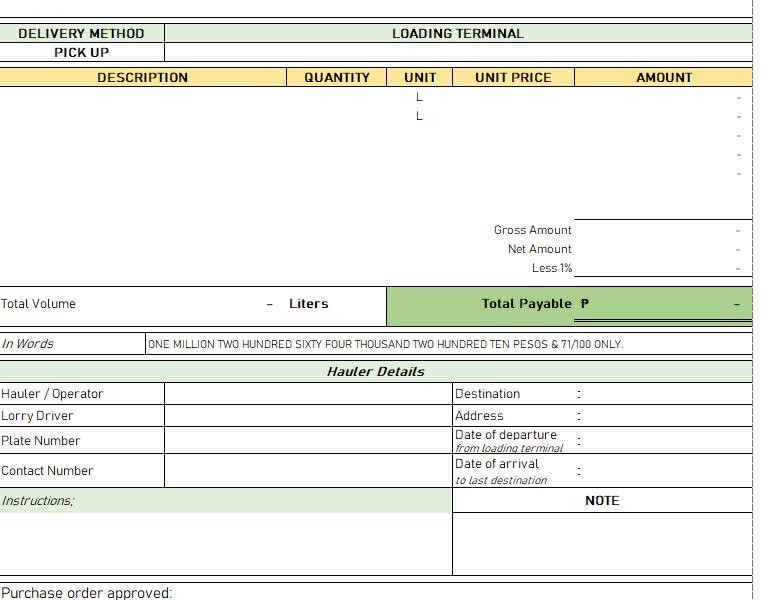 DELIVERY METHOD LOADING TERMINAL
PICK UP
DESCRIPTION QUANTITY UNIT UNIT PRICE AMOUNT
L -
L -
-
-
-
Gross Amount -
Net Amount -
Less 1% -
Total Volume - Liters Total Payable ₱ -
In Words ONE MILLION TWO HUNDRED SIXTY FOUR THOUSAND TWO HUNDRED TEN PESOS & 71/100 ONLY.
Hauler Details
Hauler / Operator Destination :
Lorry Driver Address :
Plate Number Date of departure :
from loading terminal
Contact Number Date of arrival :
to last destination
Instructions; NOTE
Purchase order approved: